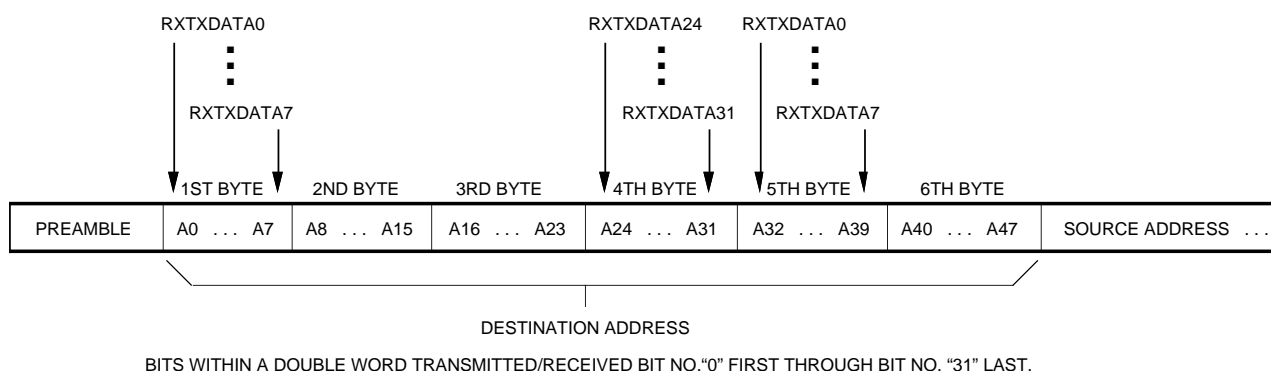 RXTXDATA0 RXTXDATA24 RXTXDATA0
RXTXDATA7 RXTXDATA31 RXTXDATA7
1ST BYTE 2ND BYTE 3RD BYTE 4TH BYTE 5TH BYTE 6TH BYTE
PREAMBLE A0 ... A7 A8 ... A15 A16 ... A23 A24 ... A31 A32 ... A39 A40 ... A47 SOURCE ADDRESS ...
DESTINATION ADDRESS
BITS WITHIN A DOUBLE WORD TRANSMITTED/RECEIVED BIT NO.“0” FIRST THROUGH BIT NO. “31” LAST.